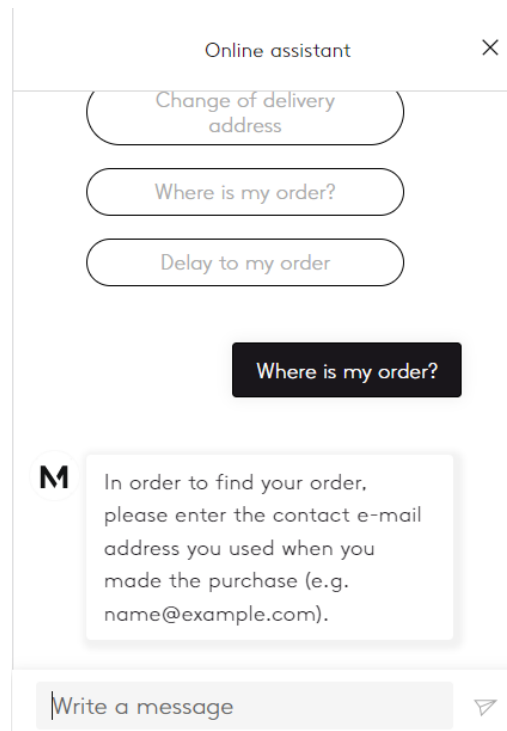 Online assistant
Change of delivery
address
Where is my order?
Delay to my order
Where is my order?
M
In order to find your order,
please enter the contact e-mail
address you used when you
made the purchase (e.g.
name@example.com).
Write a message